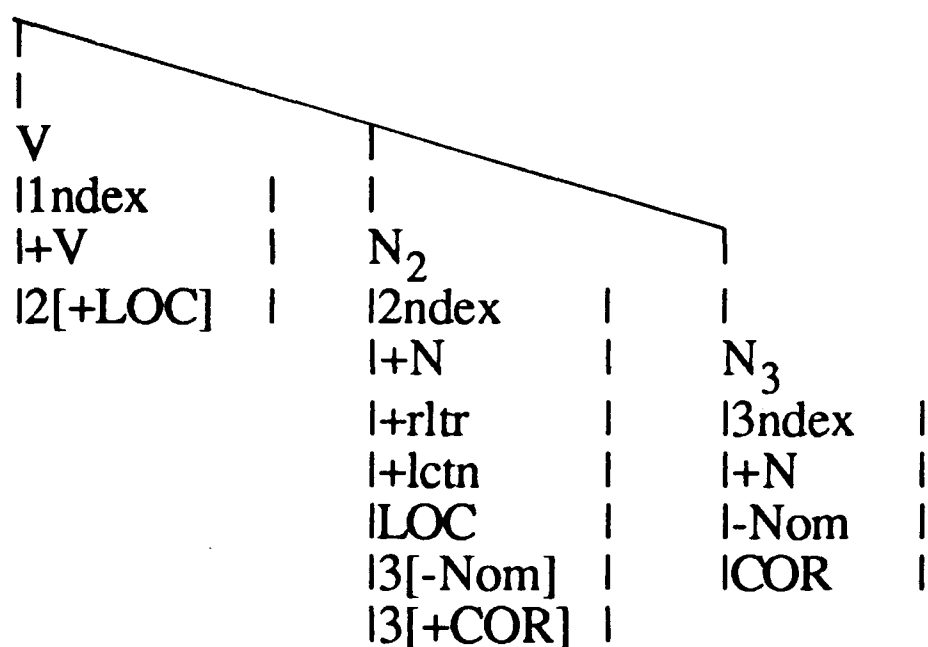 V
|1ndex |
|+V |
|2[+LOC] |
N2
|2ndex |
|+N |
|+rltr |
|+lctn |
|LOC |
|3[-Nom] |
|3[+COR] |
N3
|3ndex |
|+N |
|-Nom |
|COR |